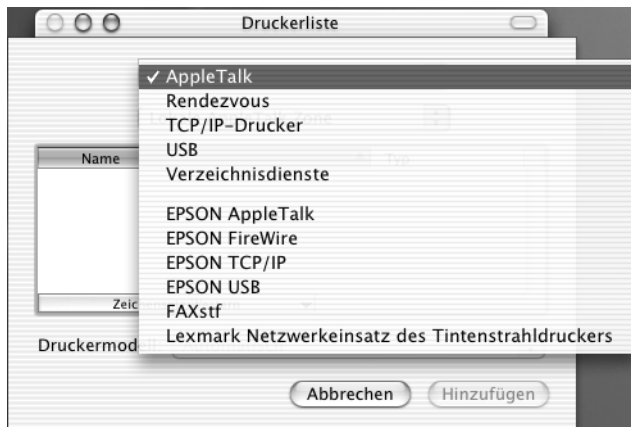 Druckerliste
✓ AppleTalk
Rendezvous
TCP/IP-Drucker
USB
Verzeichnisdienste
EPSON AppleTalk
EPSON FireWire
EPSON TCP/IP
EPSON USB
FAXstf
Lexmark Netzwerkeinsatz des Tintenstrahldruckers
Name Typ
Druckermod
Abbrechen Hinzufügen